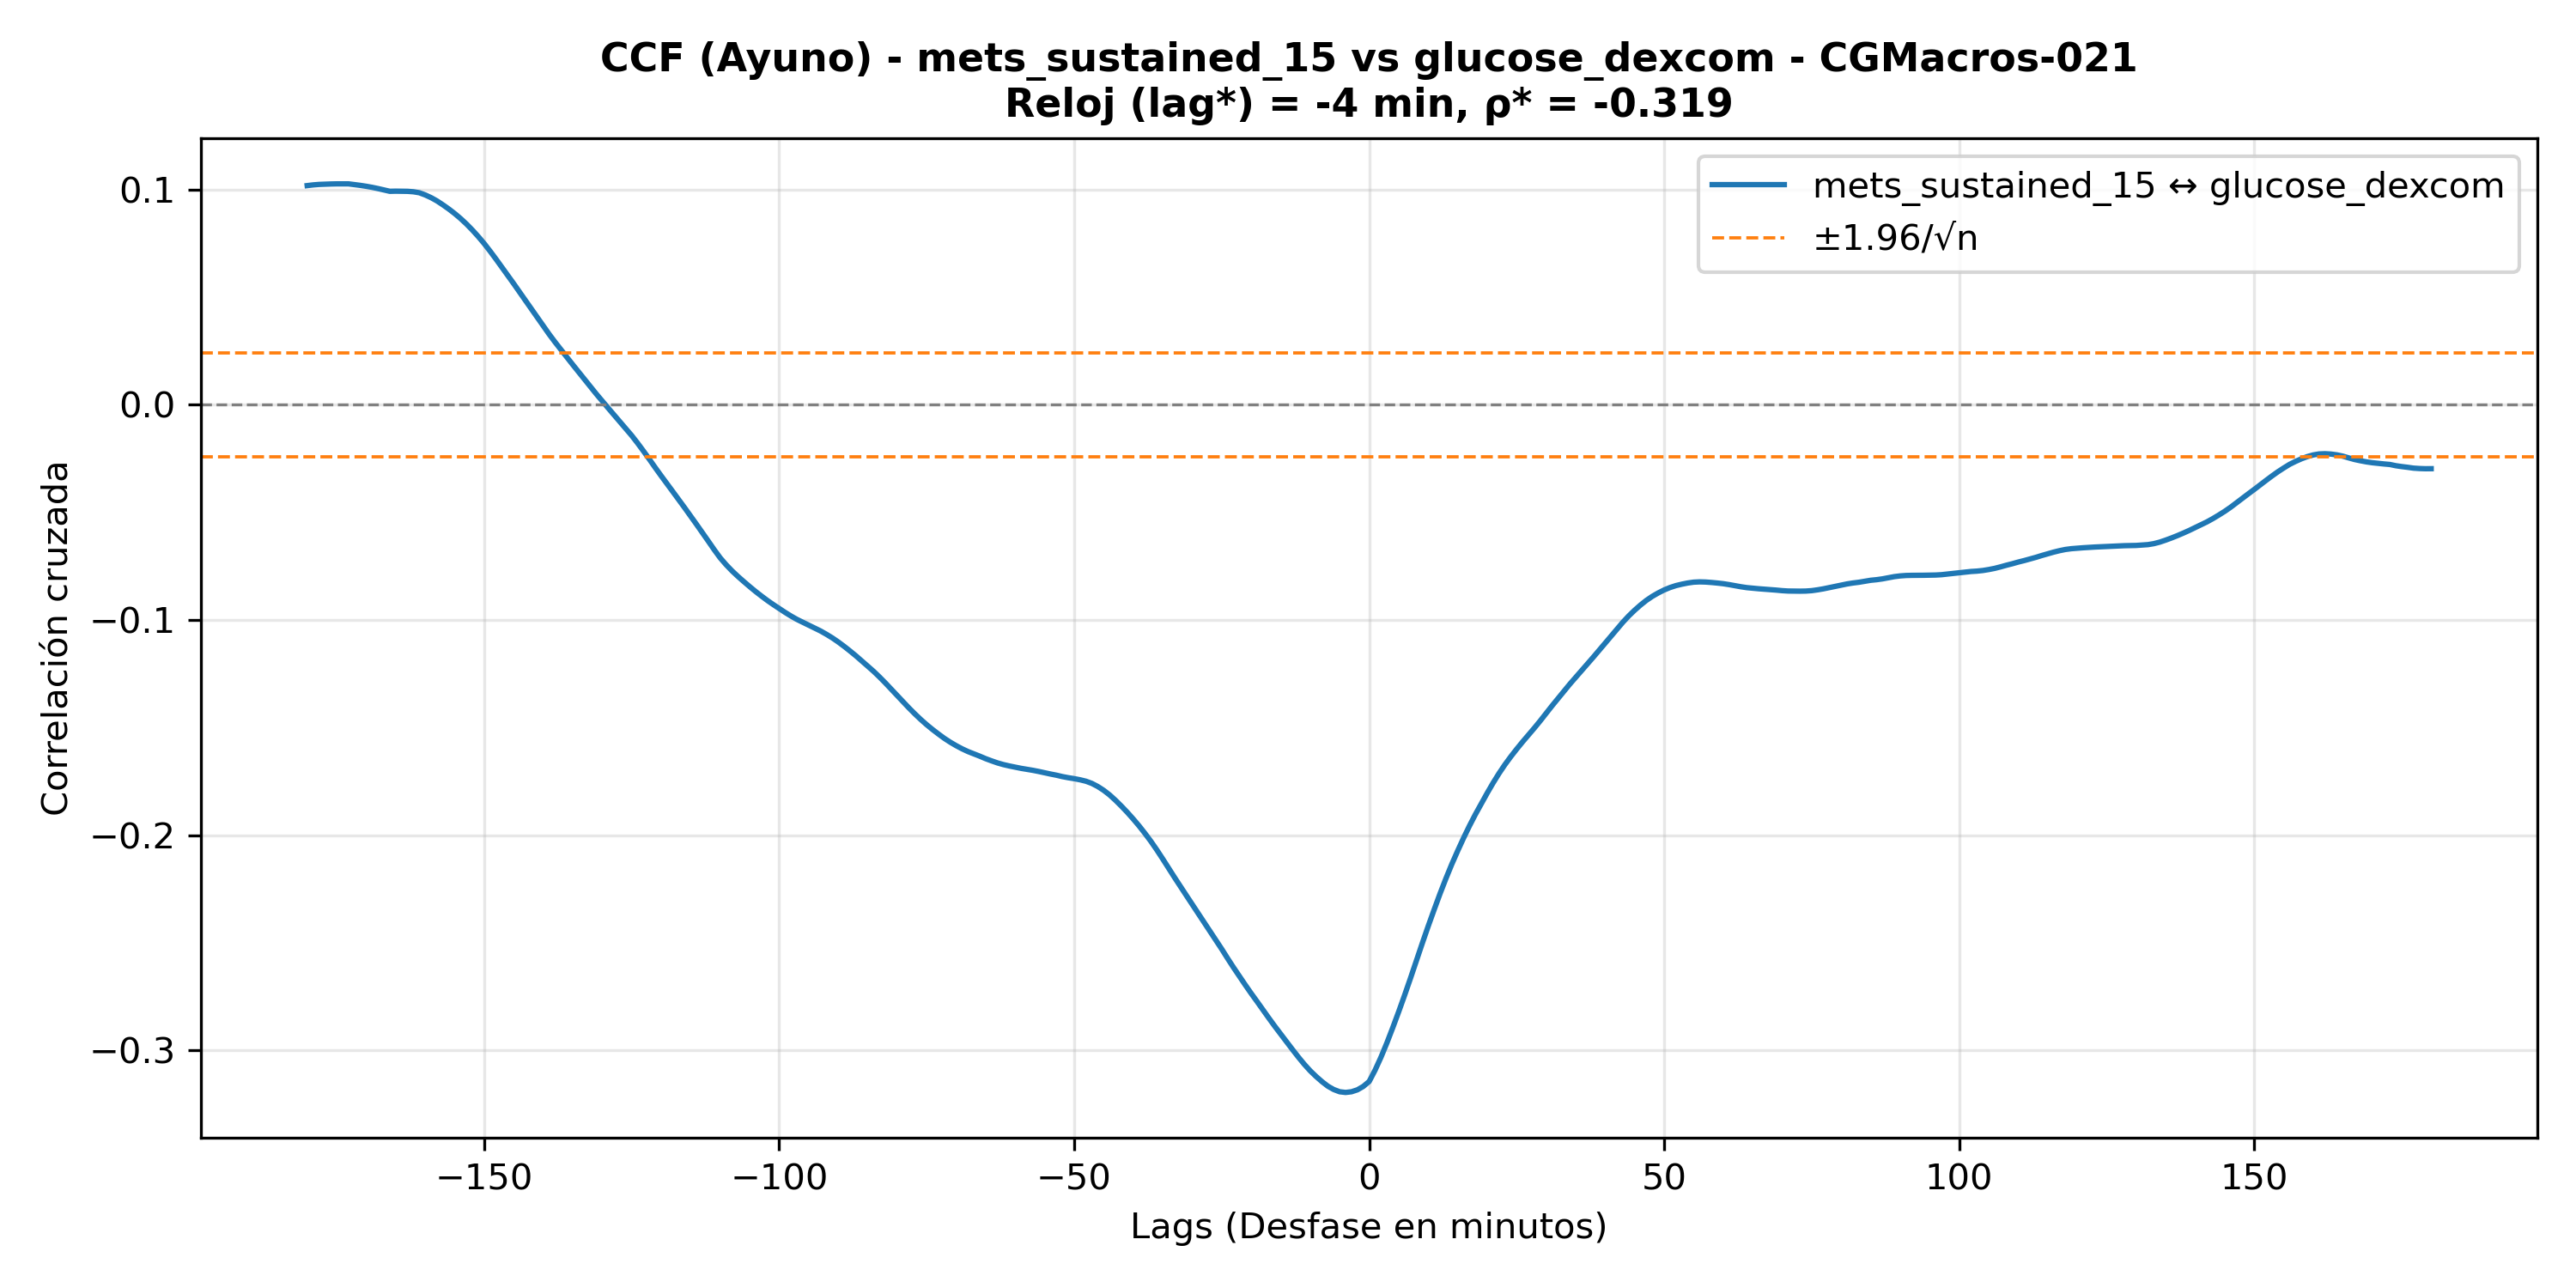 CCF (Ayuno) - mets_sustained_15 vs glucose_dexcom - CGMacros-021
Reloj (lag*) = -4 min, ρ* = -0.319
mets_sustained_15 ↔ glucose_dexcom
±1.96/√n
Correlación cruzada
0.1
0.0
−0.1
−0.2
−0.3
−150
−100
−50
0
50
100
150
Lags (Desfase en minutos)